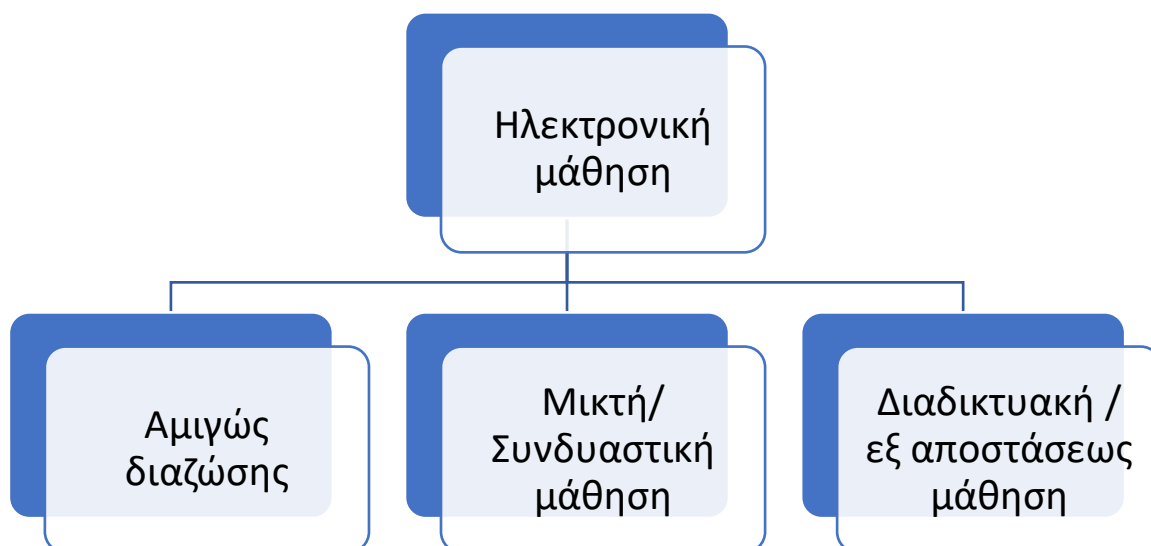 Ηλεκτρονική
μάθηση
Αμιγώς
διαζώσης
Μικτή/
Συνδυαστική
μάθηση
Διαδικτυακή /
εξ αποστάσεως
μάθηση